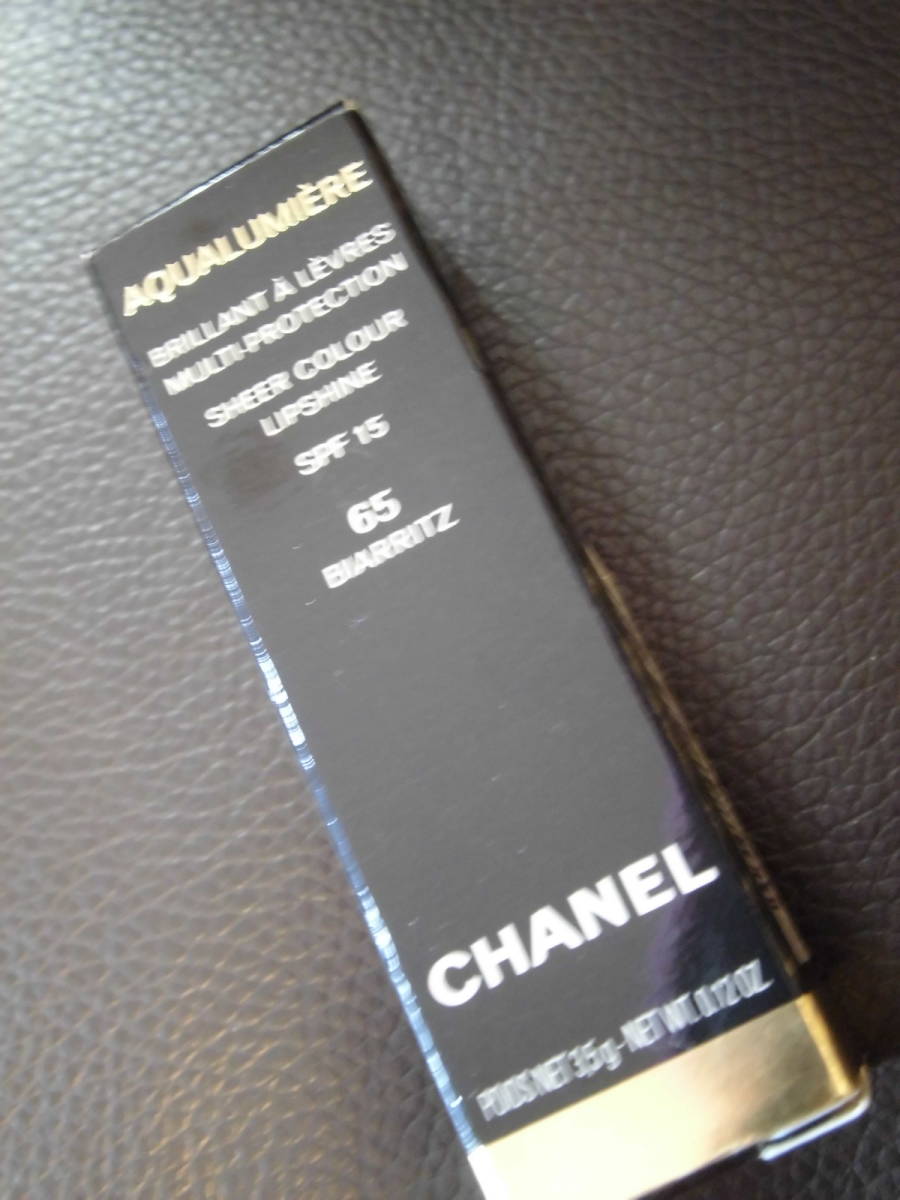 AQUALUMIÈRE
BRILLANT À LÈVRES
MULTI-PROTECTION
SHEER COLOUR
LIPSHINE
SPF 15
65
BIARRITZ
CHANEL
POIDS NET 3,5 g - NET WT. 0.12 OZ.